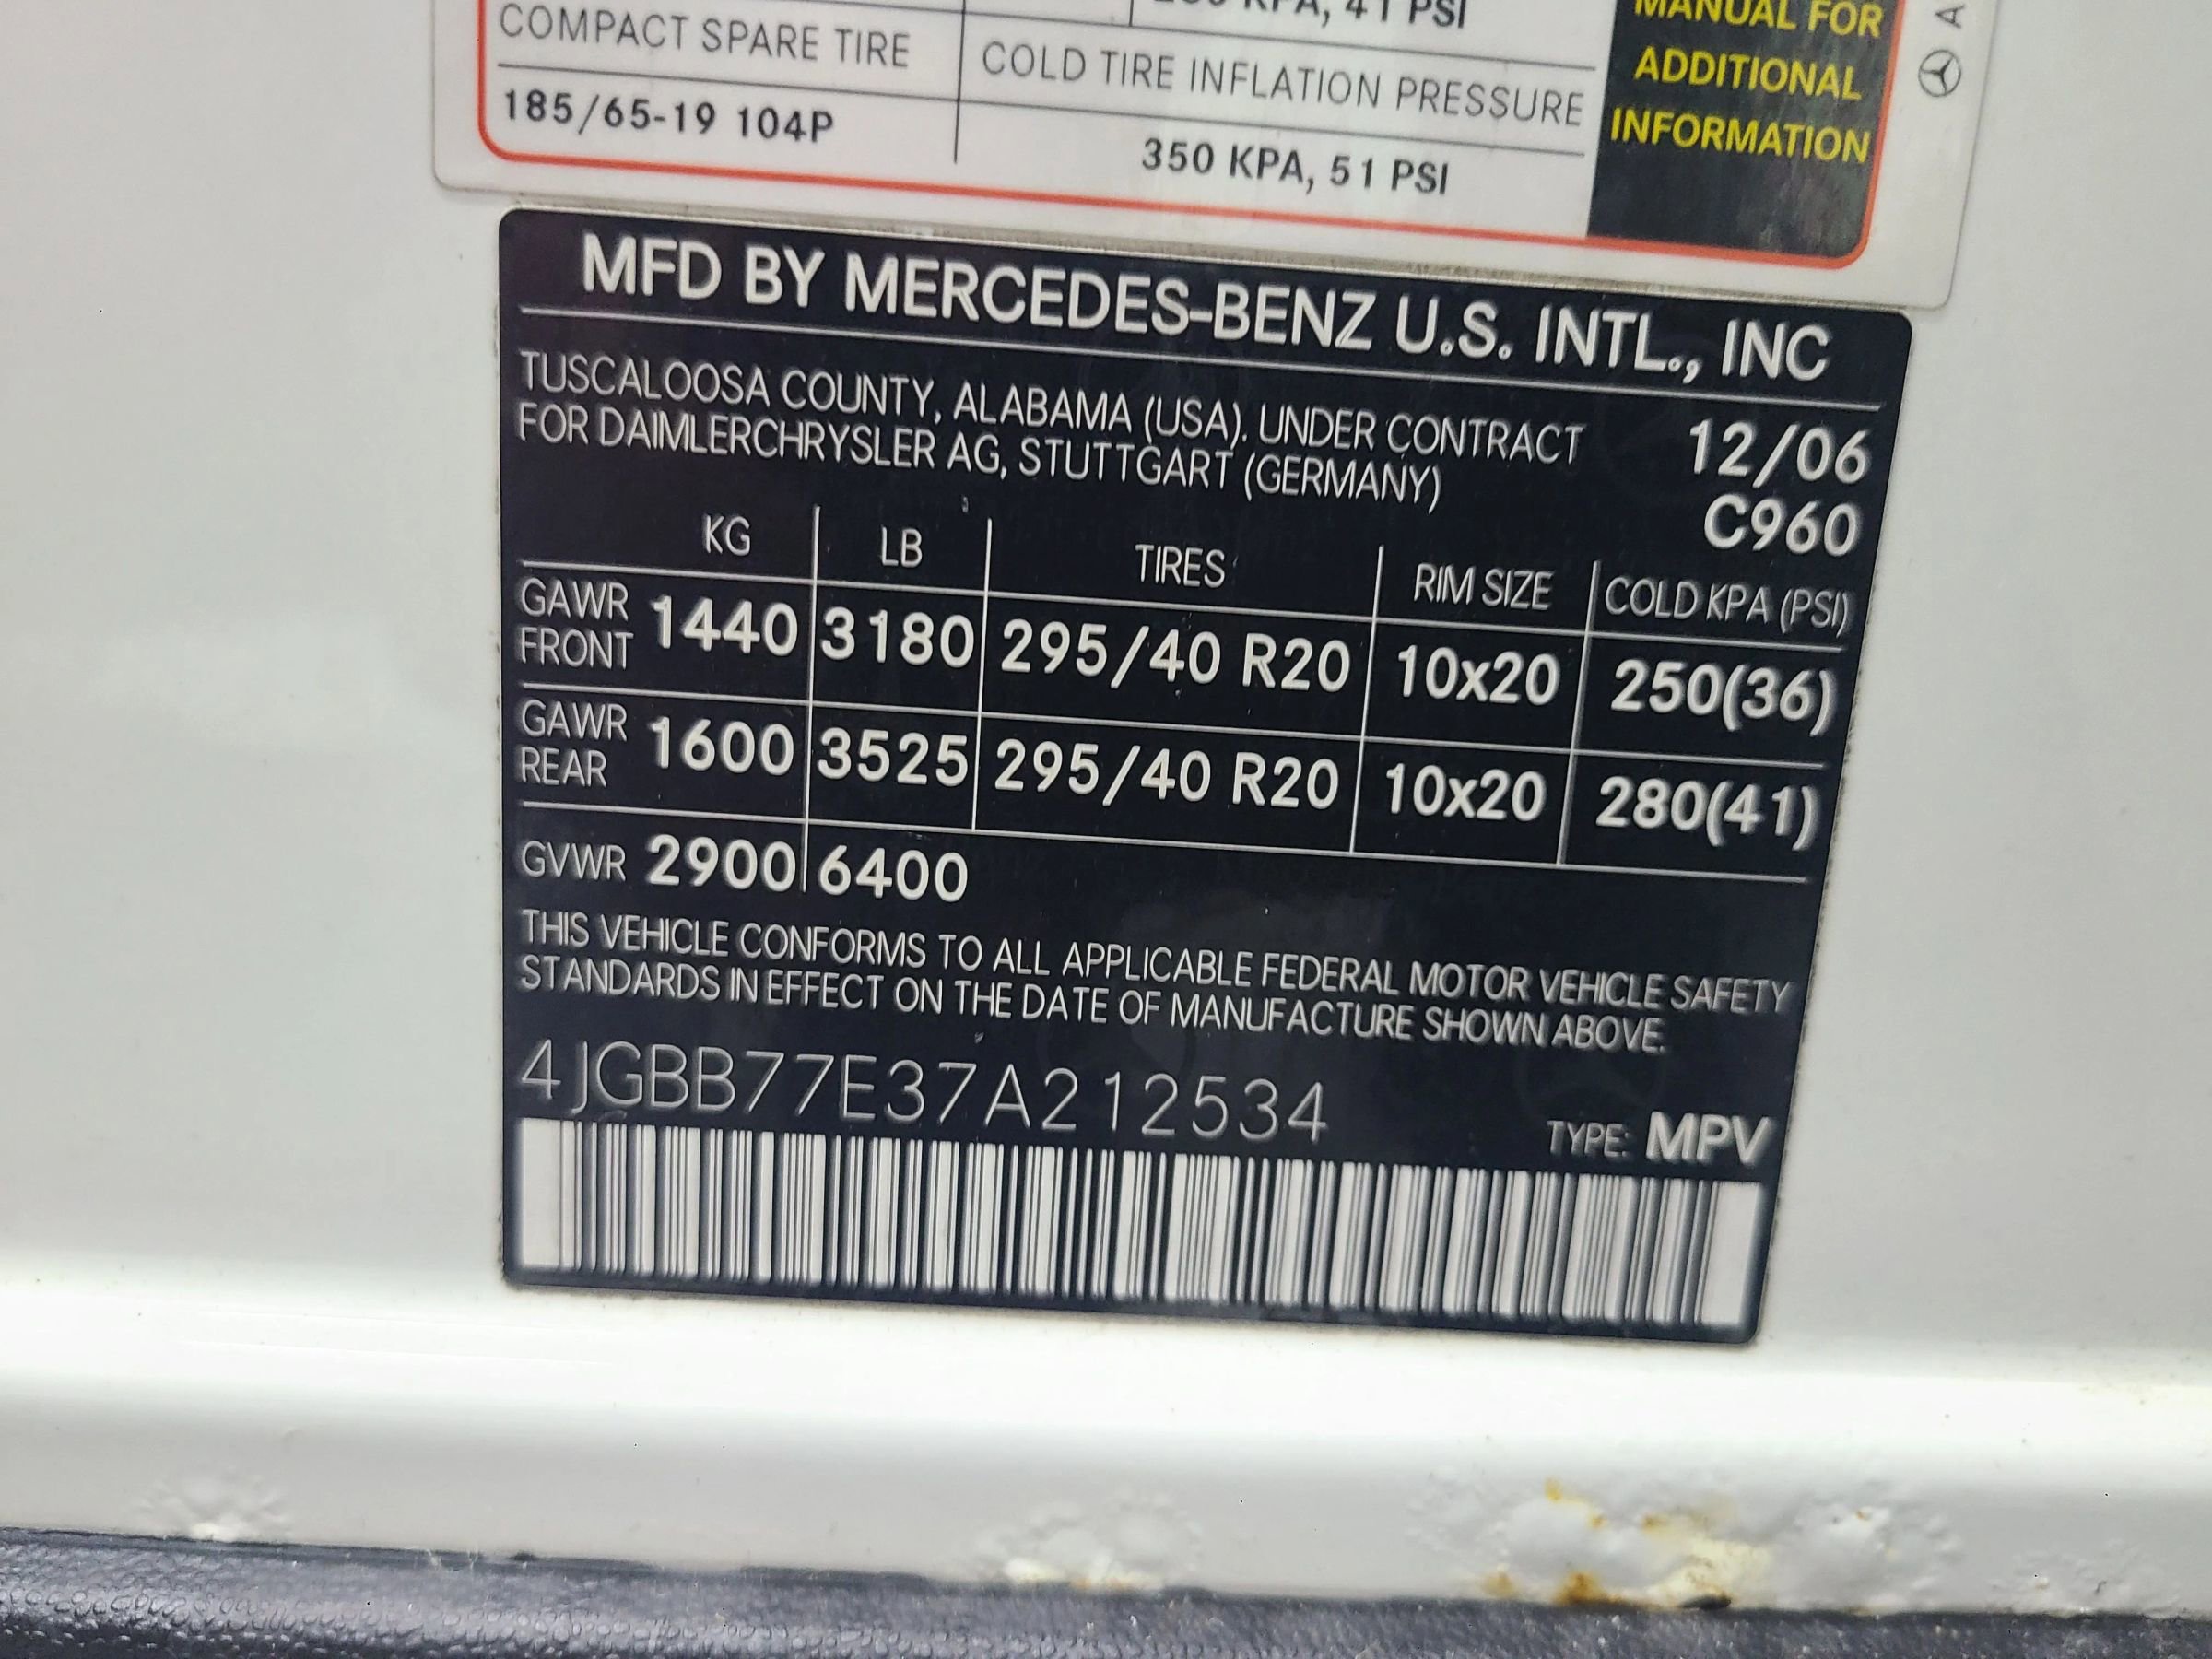 KPA, 41 PSI
MANUAL FOR
ADDITIONAL
INFORMATION
A
COMPACT SPARE TIRE
COLD TIRE INFLATION PRESSURE
185/65-19 104P
350 KPA, 51 PSI
MFD BY MERCEDES-BENZ U.S. INTL., INC
TUSCALOOSA COUNTY, ALABAMA (USA). UNDER CONTRACT
FOR DAIMLERCHRYSLER AG, STUTTGART (GERMANY)
12/06
C960
KG LB TIRES RIM SIZE COLD KPA (PSI)
GAWR
FRONT 1440 3180 295/40 R20 10x20 250(36)
GAWR
REAR 1600 3525 295/40 R20 10x20 280(41)
GVWR 2900 6400
THIS VEHICLE CONFORMS TO ALL APPLICABLE FEDERAL MOTOR VEHICLE SAFETY
STANDARDS IN EFFECT ON THE DATE OF MANUFACTURE SHOWN ABOVE.
4JGBB77E37A212534
TYPE: MPV